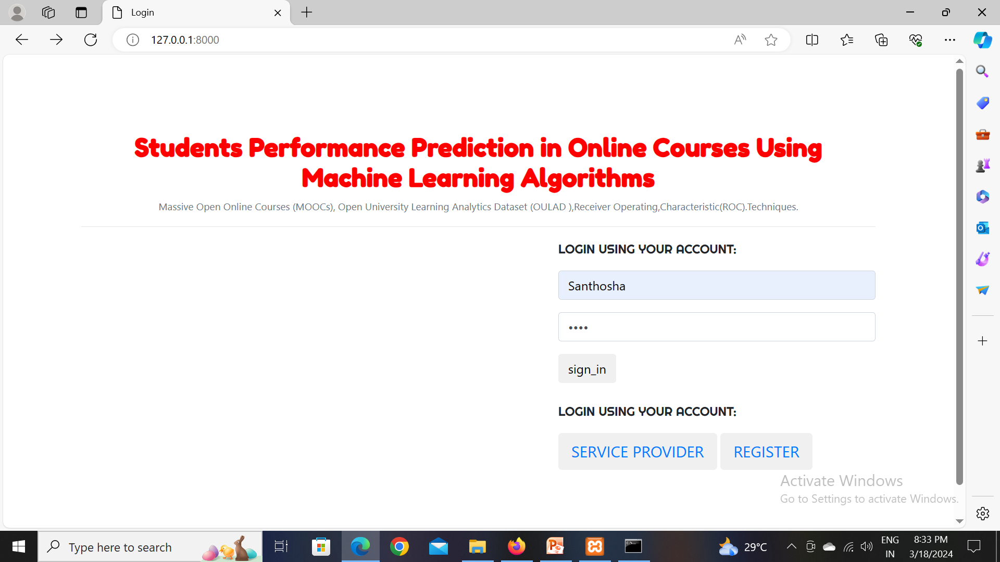 Login
127.0.0.1:8000
Students Performance Prediction in Online Courses Using
Machine Learning Algorithms
Massive Open Online Courses (MOOCs), Open University Learning Analytics Dataset (OULAD ),Receiver Operating,Characteristic(ROC).Techniques.
LOGIN USING YOUR ACCOUNT:
Santhosha
••••
sign_in
LOGIN USING YOUR ACCOUNT:
SERVICE PROVIDER REGISTER
Activate Windows
Go to Settings to activate Windows.
Type here to search
29°C
ENG
IN
8:33 PM
3/18/2024